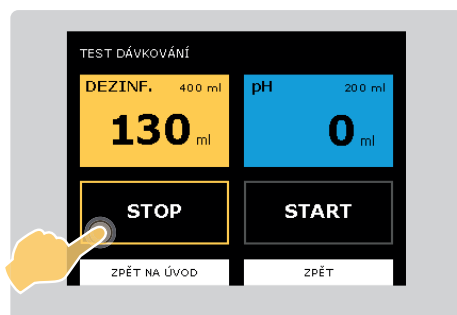 TEST DÁVKOVÁNÍ
DEZINF. 400 ml
130 ml
pH 200 ml
0 ml
STOP
START
ZPĚT NA ÚVOD
ZPĚT